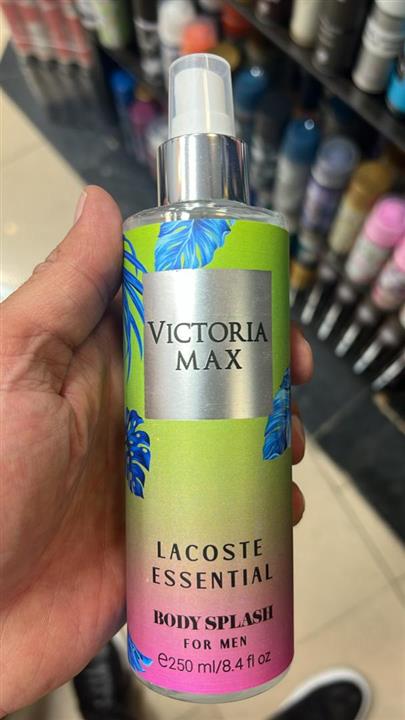 VICTORIA
MAX
LACOSTE
ESSENTIAL
BODY SPLASH
FOR MEN
℮250 ml/8.4 fl oz